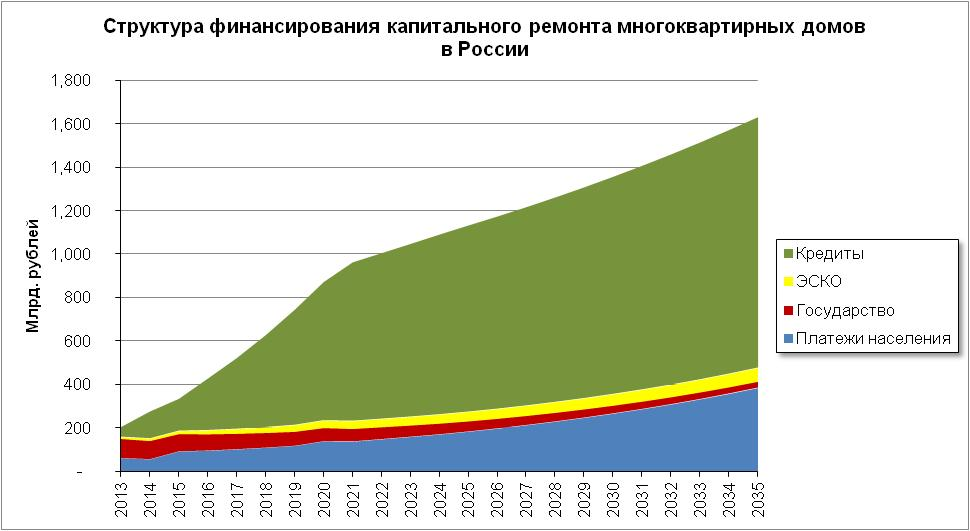 Структура финансирования капитального ремонта многоквартирных домов
в России
Млрд. рублей
1,800
1,600
1,400
1,200
1,000
800
600
400
200
-
2013 2014 2015 2016 2017 2018 2019 2020 2021 2022 2023 2024 2025 2026 2027 2028 2029 2030 2031 2032 2033 2034 2035
Кредиты
ЭСКО
Государство
Платежи населения